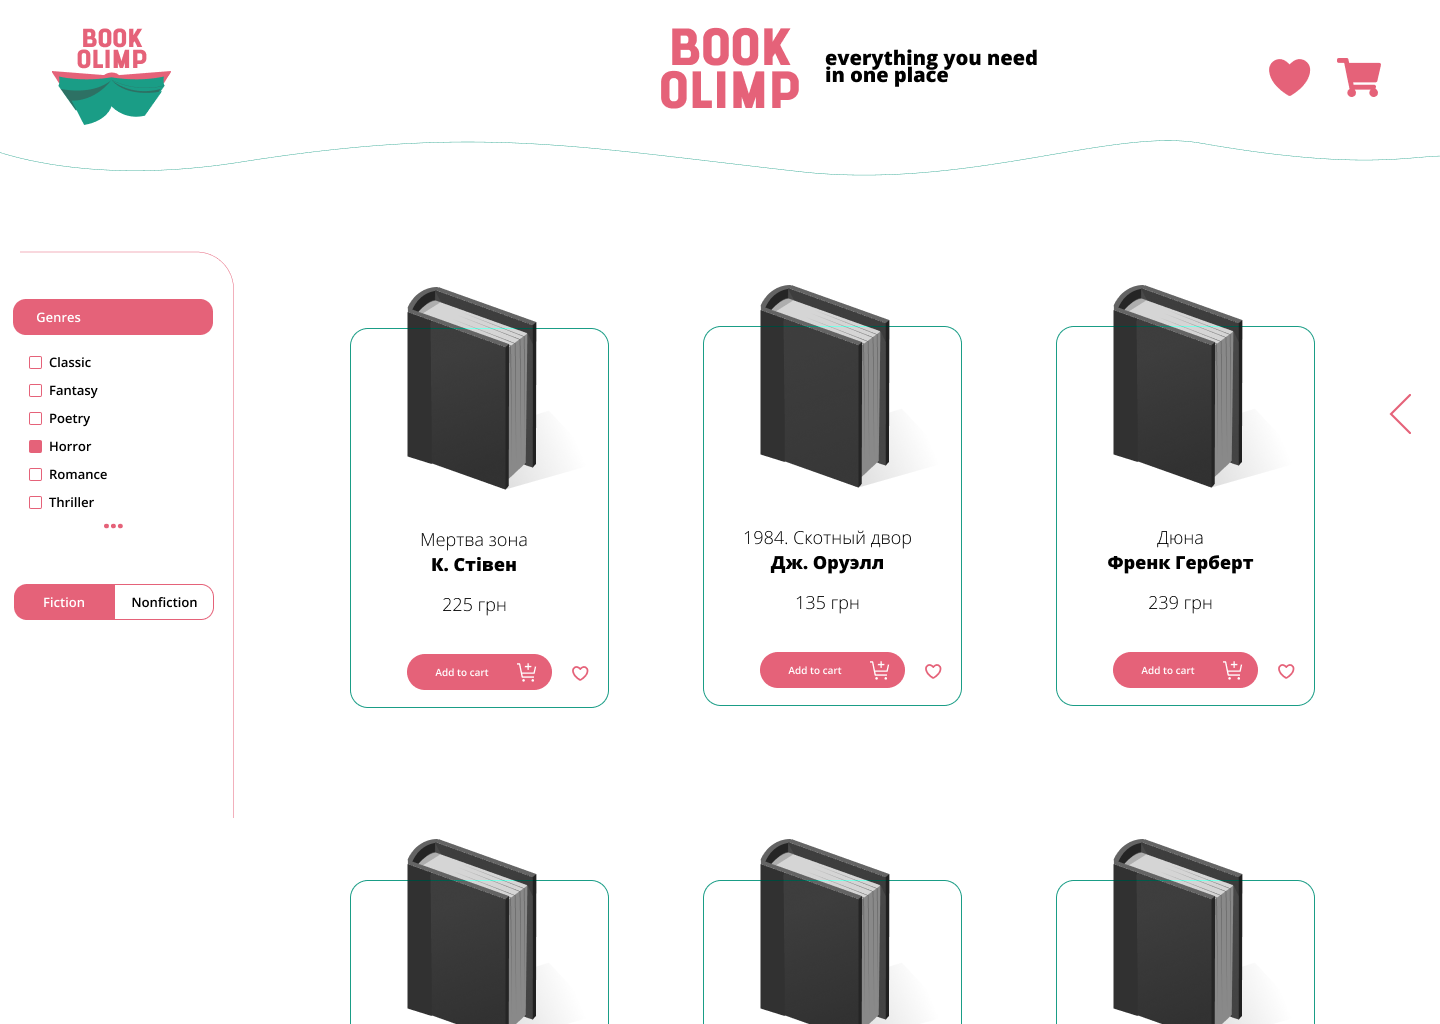 BOOK
OLIMP
BOOK
OLIMP
everything you need
in one place
Genres
Classic
Fantasy
Poetry
Horror
Romance
Thriller
Fiction
Nonfiction
Мертва зона
К. Стівен
225 грн
Add to cart
1984. Скотный двор
Дж. Оруэлл
135 грн
Add to cart
Дюна
Френк Герберт
239 грн
Add to cart